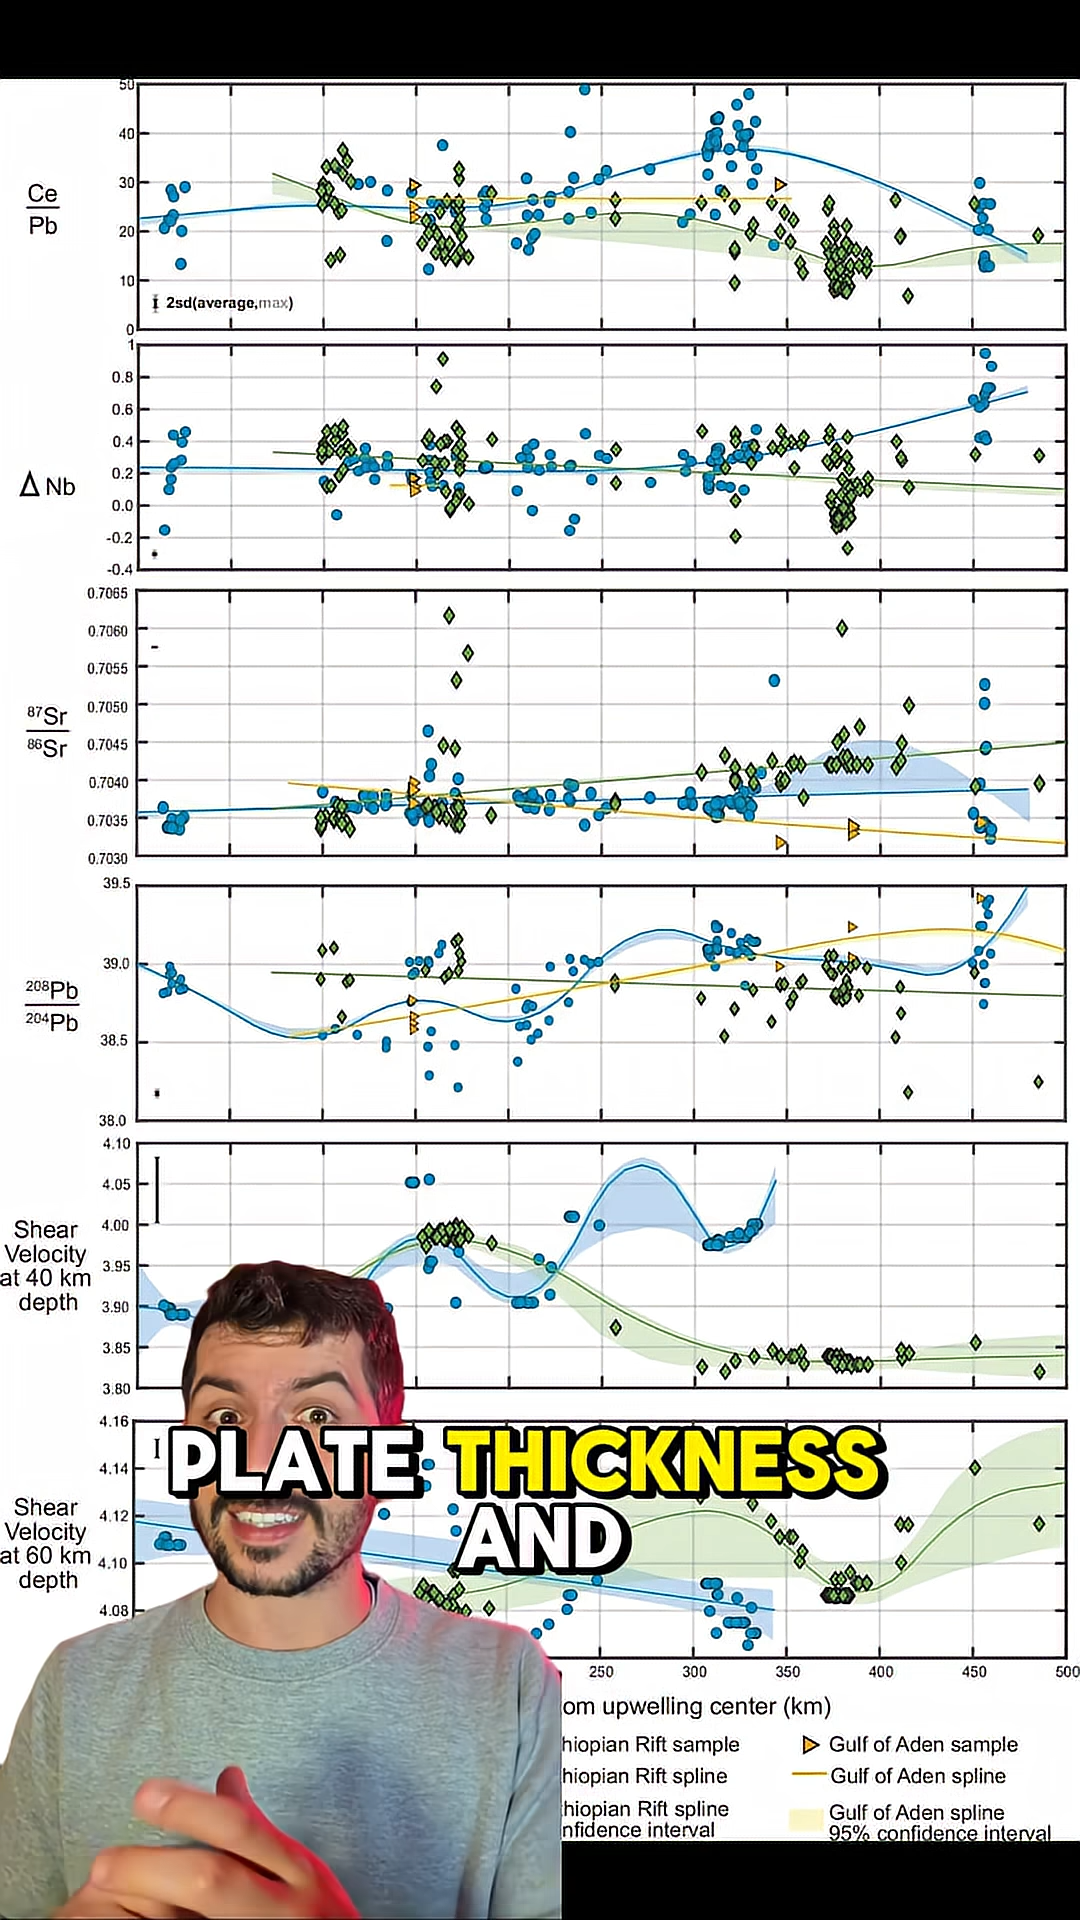 50
40
30
20
10
0
Ce
Pb
2sd(average,max)
1
0.8
0.6
0.4
0.2
0.0
-0.2
-0.4
Δ Nb
0.7065
0.7060
0.7055
0.7050
0.7045
0.7040
0.7035
0.7030
87Sr
86Sr
39.5
39.0
38.5
38.0
208Pb
204Pb
4.10
4.05
4.00
3.95
3.90
3.85
3.80
Shear
Velocity
at 40 km
depth
4.16
4.14
4.12
4.10
4.08
Shear
Velocity
at 60 km
depth
PLATE THICKNESS
AND
250 300 350 400 450 500
om upwelling center (km)
hiopian Rift sample
Gulf of Aden sample
hiopian Rift spline
Gulf of Aden spline
hiopian Rift spline
nfidence interval
Gulf of Aden spline
95% confidence interval